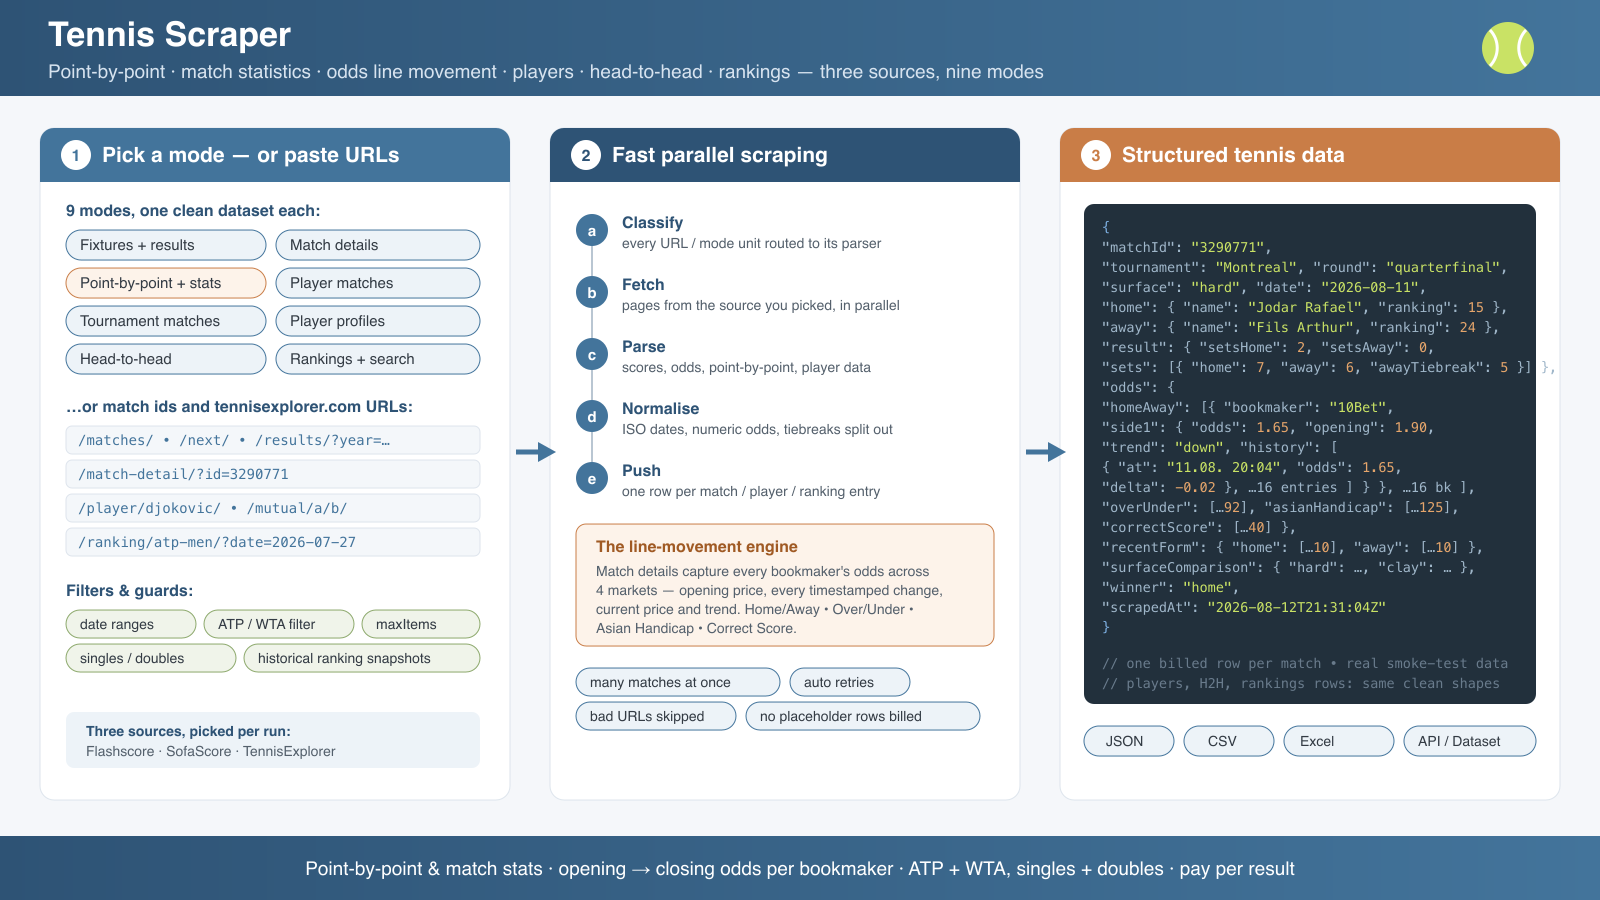 Tennis Scraper
Point-by-point · match statistics · odds line movement · players · head-to-head · rankings — three sources, nine modes
1 Pick a mode — or paste URLs
9 modes, one clean dataset each:
Fixtures + results
Match details
Point-by-point + stats
Player matches
Tournament matches
Player profiles
Head-to-head
Rankings + search
…or match ids and tennisexplorer.com URLs:
/matches/ • /next/ • /results/?year=…
/match-detail/?id=3290771
/player/djokovic/ • /mutual/a/b/
/ranking/atp-men/?date=2026-07-27
Filters & guards:
date ranges
ATP / WTA filter
maxItems
singles / doubles
historical ranking snapshots
Three sources, picked per run:
Flashscore · SofaScore · TennisExplorer
2 Fast parallel scraping
a Classify
every URL / mode unit routed to its parser
b Fetch
pages from the source you picked, in parallel
c Parse
scores, odds, point-by-point, player data
d Normalise
ISO dates, numeric odds, tiebreaks split out
e Push
one row per match / player / ranking entry
The line-movement engine
Match details capture every bookmaker's odds across
4 markets — opening price, every timestamped change,
current price and trend. Home/Away • Over/Under •
Asian Handicap • Correct Score.
many matches at once
auto retries
bad URLs skipped
no placeholder rows billed
3 Structured tennis data
{
"matchId": "3290771",
"tournament": "Montreal", "round": "quarterfinal",
"surface": "hard", "date": "2026-08-11",
"home": { "name": "Jodar Rafael", "ranking": 15 },
"away": { "name": "Fils Arthur", "ranking": 24 },
"result": { "setsHome": 2, "setsAway": 0,
"sets": [{ "home": 7, "away": 6, "awayTiebreak": 5 }] },
"odds": {
"homeAway": [{ "bookmaker": "10Bet",
"side1": { "odds": 1.65, "opening": 1.90,
"trend": "down", "history": [
{ "at": "11.08. 20:04", "odds": 1.65,
"delta": -0.02 }, …16 entries ] } }, …16 bk ],
"overUnder": […92], "asianHandicap": […125],
"correctScore": […40] },
"recentForm": { "home": […10], "away": […10] },
"surfaceComparison": { "hard": …, "clay": … },
"winner": "home",
"scrapedAt": "2026-08-12T21:31:04Z"
}
// one billed row per match • real smoke-test data
// players, H2H, rankings rows: same clean shapes
JSON
CSV
Excel
API / Dataset
Point-by-point & match stats · opening → closing odds per bookmaker · ATP + WTA, singles + doubles · pay per result